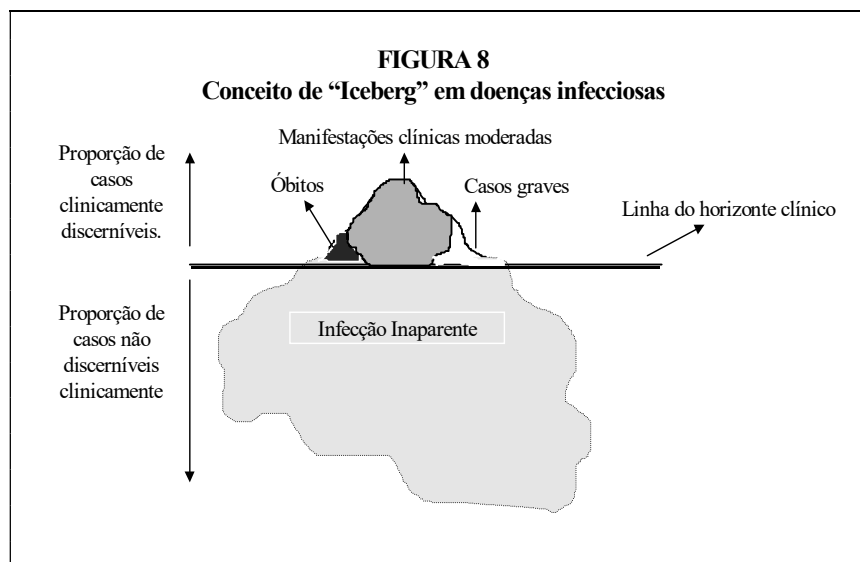 FIGURA 8
Conceito de “Iceberg” em doenças infecciosas
Manifestações clínicas moderadas
Proporção de
casos
clinicamente
discerníveis.
Óbitos
Casos graves
Linha do horizonte clínico
Proporção de
casos não
discerníveis
clinicamente
Infecção Inaparente